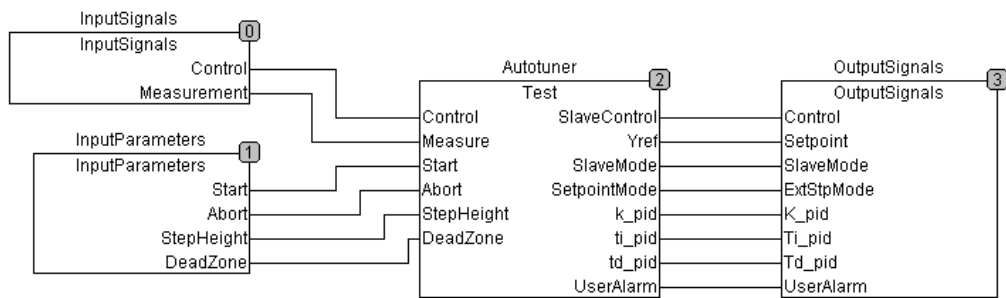 InputSignals
0
InputSignals
Control
Measurement
InputParameters
1
InputParameters
Start
Abort
StepHeight
DeadZone
Autotuner
2
Test
Control
SlaveControl
Measure
Yref
Start
SlaveMode
Abort
SetpointMode
StepHeight
k_pid
DeadZone
ti_pid
td_pid
UserAlarm
OutputSignals
3
OutputSignals
Control
Setpoint
SlaveMode
ExtStpMode
K_pid
Ti_pid
Td_pid
UserAlarm